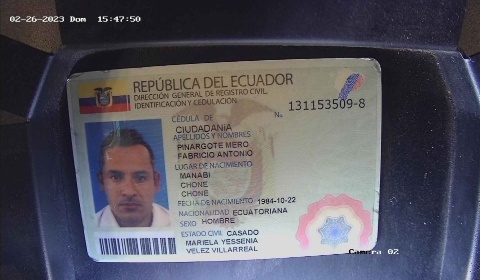 02-26-2023 Dom 15:47:50
REPÚBLICA DEL ECUADOR
DIRECCIÓN GENERAL DE REGISTRO CIVIL,
IDENTIFICACIÓN Y CEDULACIÓN
CÉDULA DE
No 131153509-8
CIUDADANÍA
APELLIDOS Y NOMBRES
PINARGOTE MERO
FABRICIO ANTONIO
LUGAR DE NACIMIENTO
MANABI
CHONE
CHONE
FECHA DE NACIMIENTO 1984-10-22
NACIONALIDAD ECUATORIANA
SEXO HOMBRE
ESTADO CIVIL CASADO
MARIELA YESSENIA
VELEZ VILLARREAL
Camera 02